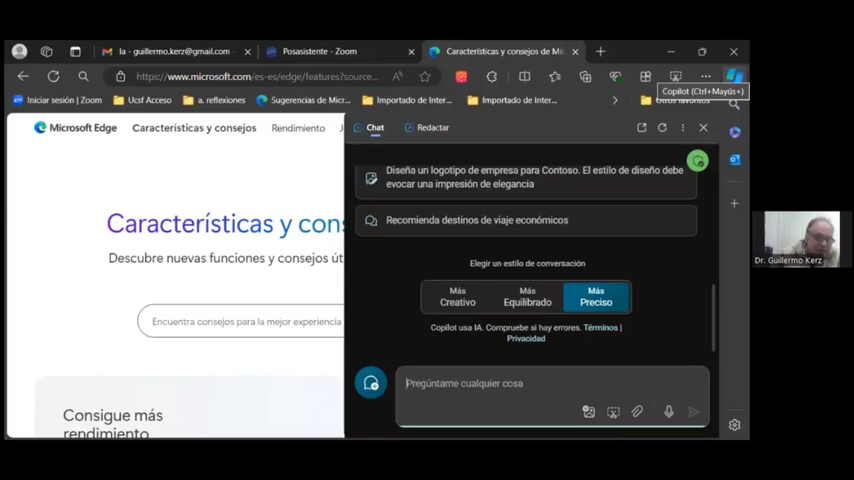 Ia - guillermo.kerz@gmail.com
Posasistente - Zoom
Características y consejos de Mi
https://www.microsoft.com/es-es/edge/features?source...
Copilot (Ctrl+Mayús+)
Iniciar sesión | Zoom
Ucsf Acceso
a. reflexiones
Sugerencias de Micr...
Importado de Inter...
Importado de Inter...
Otros favoritos
Microsoft Edge
Características y consejos
Rendimiento
Chat
Redactar
Diseña un logotipo de empresa para Contoso. El estilo de diseño debe
evocar una impresión de elegancia
Recomienda destinos de viaje económicos
Características y cons
Descubre nuevas funciones y consejos út
Elegir un estilo de conversación
Más
Creativo
Más
Equilibrado
Más
Preciso
Encuentra consejos para la mejor experiencia
Copilot usa IA. Compruebe si hay errores. Términos |
Privacidad
Pregúntame cualquier cosa
Consigue más
rendimiento
Dr. Guillermo Kerz